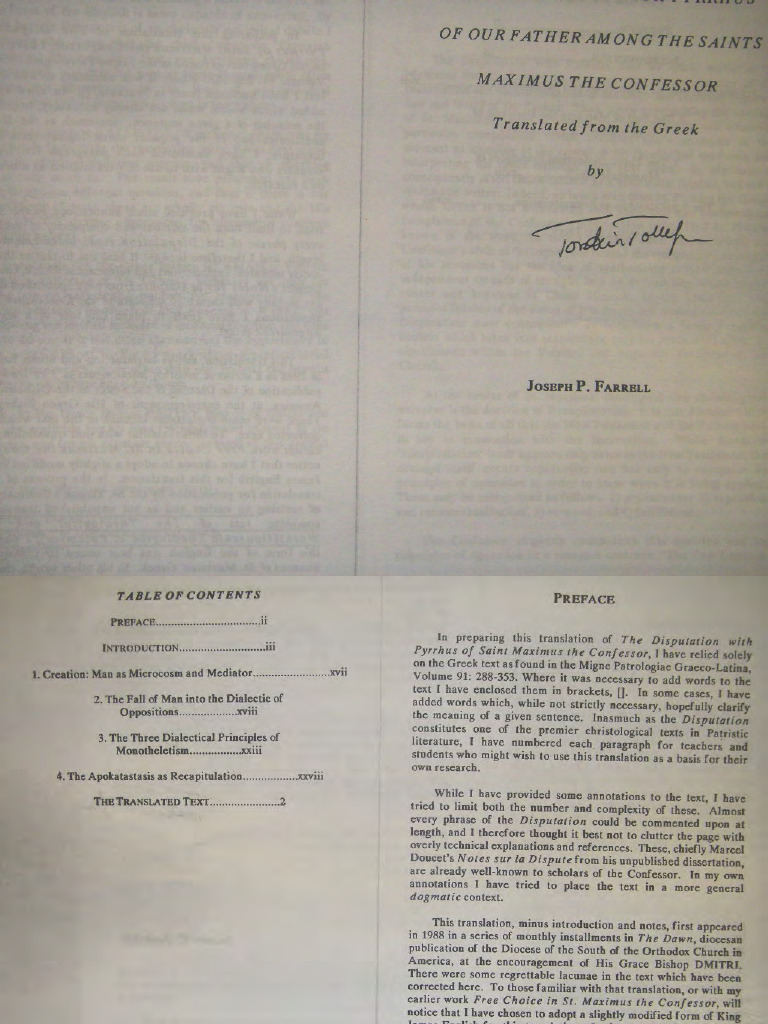 OF OUR FATHER AMONG THE SAINTS
MAXIMUS THE CONFESSOR
Translated from the Greek
by
JOSEPH P. FARRELL
TABLE OF CONTENTS
PREFACE.................................ii
INTRODUCTION...........................iii
1. Creation: Man as Microcosm and Mediator........................xvii
2. The Fall of Man into the Dialectic of
Oppositions................xviii
3. The Three Dialectical Principles of
Monotheletism................xxiii
4. The Apokatastasis as Recapitulation.................xxviii
THE TRANSLATED TEXT......................2
PREFACE
In preparing this translation of The Disputation with
Pyrrhus of Saint Maximus the Confessor, I have relied solely
on the Greek text as found in the Migne Patrologiae Graeco-Latina,
Volume 91: 288-353. Where it was necessary to add words to the
text I have enclosed them in brackets, []. In some cases, I have
added words which, while not strictly necessary, hopefully clarify
the meaning of a given sentence. Inasmuch as the Disputation
constitutes one of the premier christological texts in Patristic
literature, I have numbered each paragraph for teachers and
students who might wish to use this translation as a basis for their
own research.
While I have provided some annotations to the text, I have
tried to limit both the number and complexity of these. Almost
every phrase of the Disputation could be commented upon at
length, and I therefore thought it best not to clutter the page with
overly technical explanations and references. These, chiefly Marcel
Doucet's Notes sur la Dispute from his unpublished dissertation,
are already well-known to scholars of the Confessor. In my own
annotations I have tried to place the text in a more general
dogmatic context.
This translation, minus introduction and notes, first appeared
in 1988 in a series of monthly installments in The Dawn, diocesan
publication of the Diocese of the South of the Orthodox Church in
America, at the encouragement of His Grace Bishop DMITRI.
There were some regrettable lacunae in the text which have been
corrected here. To those familiar with that translation, or with my
earlier work Free Choice in St. Maximus the Confessor, will
notice that I have chosen to adopt a slightly modified form of King